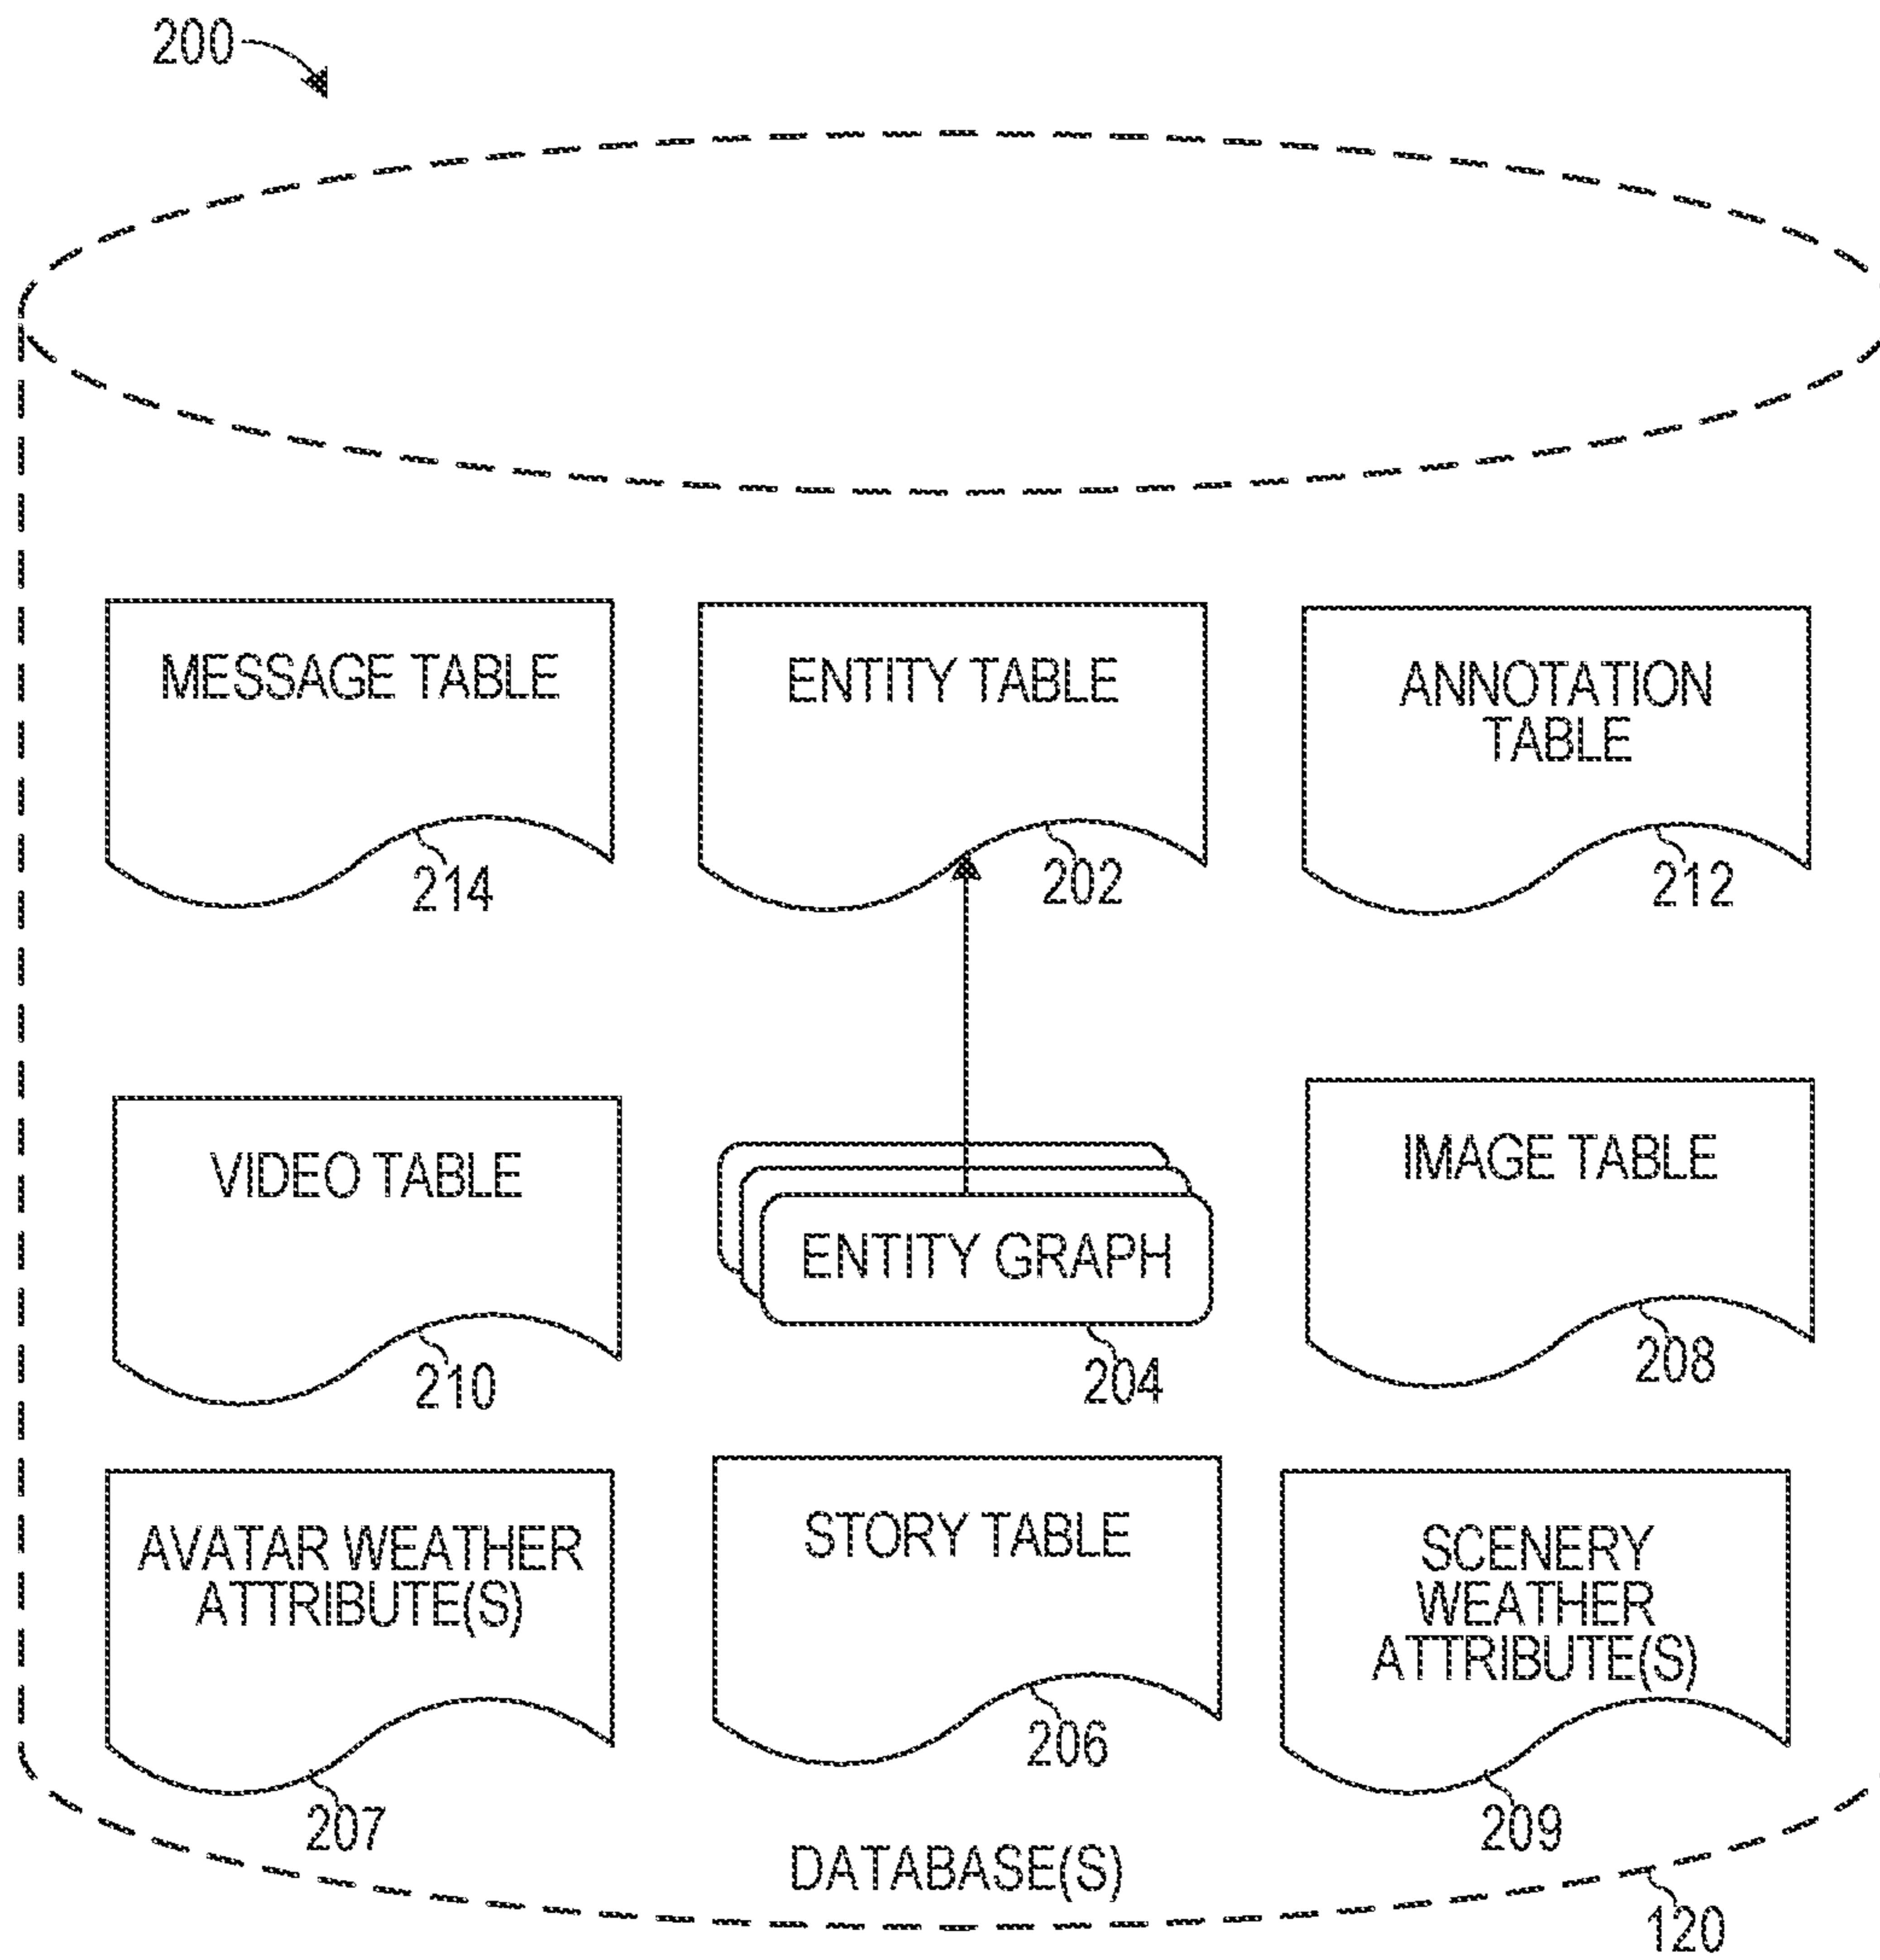 200
MESSAGE TABLE
214
ENTITY TABLE
202
ANNOTATION
TABLE
212
VIDEO TABLE
210
ENTITY GRAPH
204
IMAGE TABLE
208
AVATAR WEATHER
ATTRIBUTE(S)
207
STORY TABLE
206
SCENERY
WEATHER
ATTRIBUTE(S)
209
DATABASE(S)
120